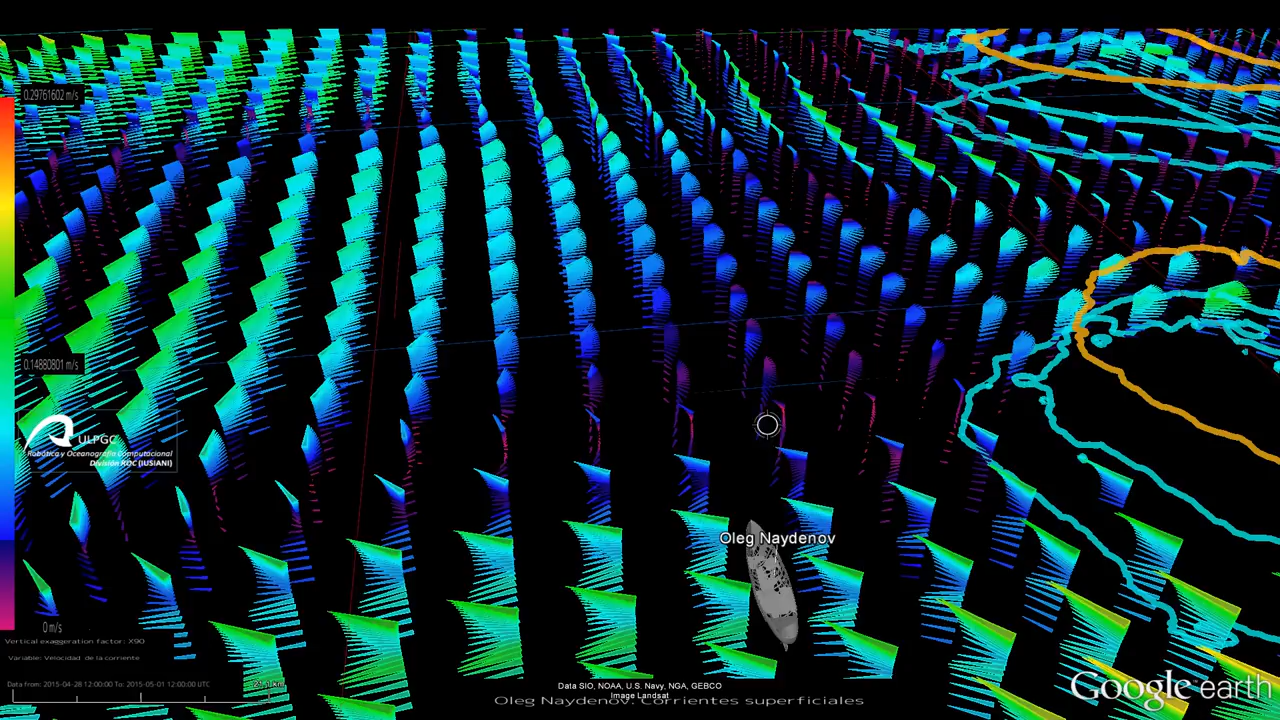 0.29761602 m/s
0.14880801 m/s
ULPGC
Robótica y Oceanografía Computacional
División ROC (IUSIANI)
Oleg Naydenov
0 m/s
Vertical exaggeration factor: X90
Variable: Velocidad de la corriente
Data from: 2015-04-28 12:00:00 To: 2015-05-01 12:00:00 UTC
Data SIO, NOAA, U.S. Navy, NGA, GEBCO
Image Landsat
Oleg Naydenov: Corrientes superficiales
Google earth